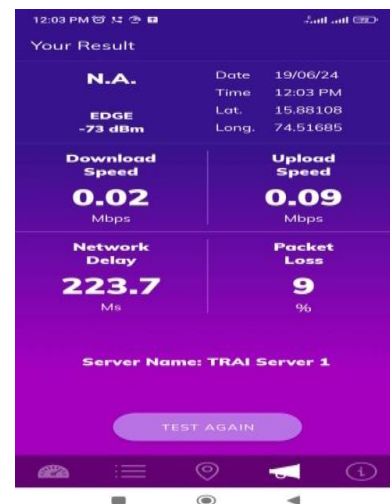 12:03 PM
Your Result
N.A.
EDGE
-73 dBm
Date 19/06/24
Time 12:03 PM
Lat. 15.88108
Long. 74.51685
Download Speed
0.02
Mbps
Upload Speed
0.09
Mbps
Network Delay
223.7
Ms
Packet Loss
9
%
Server Name: TRAI Server 1
TEST AGAIN